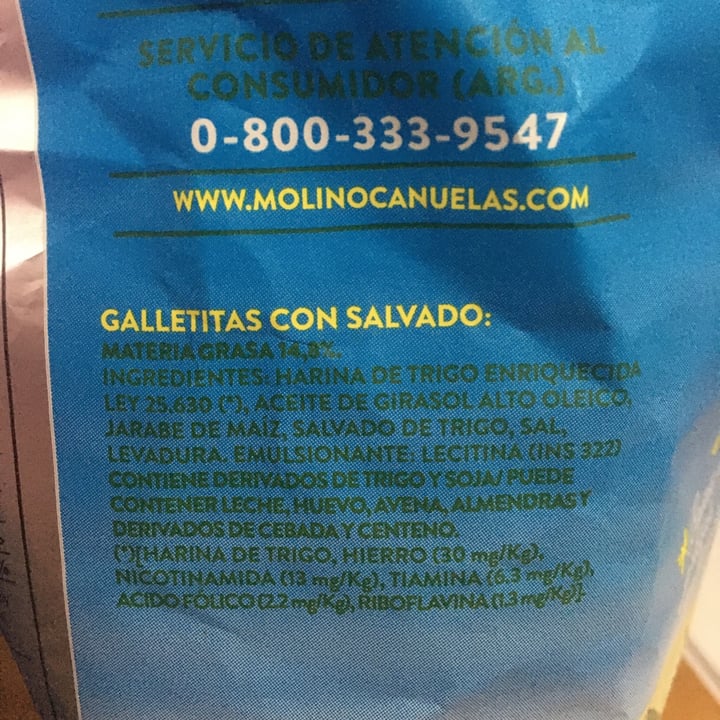 SERVICIO DE ATENCIÓN AL
CONSUMIDOR (ARG.)
0-800-333-9547
WWW.MOLINOCANUELAS.COM
GALLETITAS CON SALVADO:
MATERIA GRASA 14,8%.
INGREDIENTES: HARINA DE TRIGO ENRIQUECIDA
LEY 25.630 (*), ACEITE DE GIRASOL ALTO OLEICO,
JARABE DE MAIZ, SALVADO DE TRIGO, SAL,
LEVADURA. EMULSIONANTE: LECITINA (INS 322)
CONTIENE DERIVADOS DE TRIGO Y SOJA/ PUEDE
CONTENER LECHE, HUEVO, AVENA, ALMENDRAS Y
DERIVADOS DE CEBADA Y CENTENO.
(*)[HARINA DE TRIGO, HIERRO (30 mg/Kg),
NICOTINAMIDA (13 mg/Kg), TIAMINA (6,3 mg/Kg),
ACIDO FÓLICO (2,2 mg/Kg), RIBOFLAVINA (1,3 mg/Kg)].